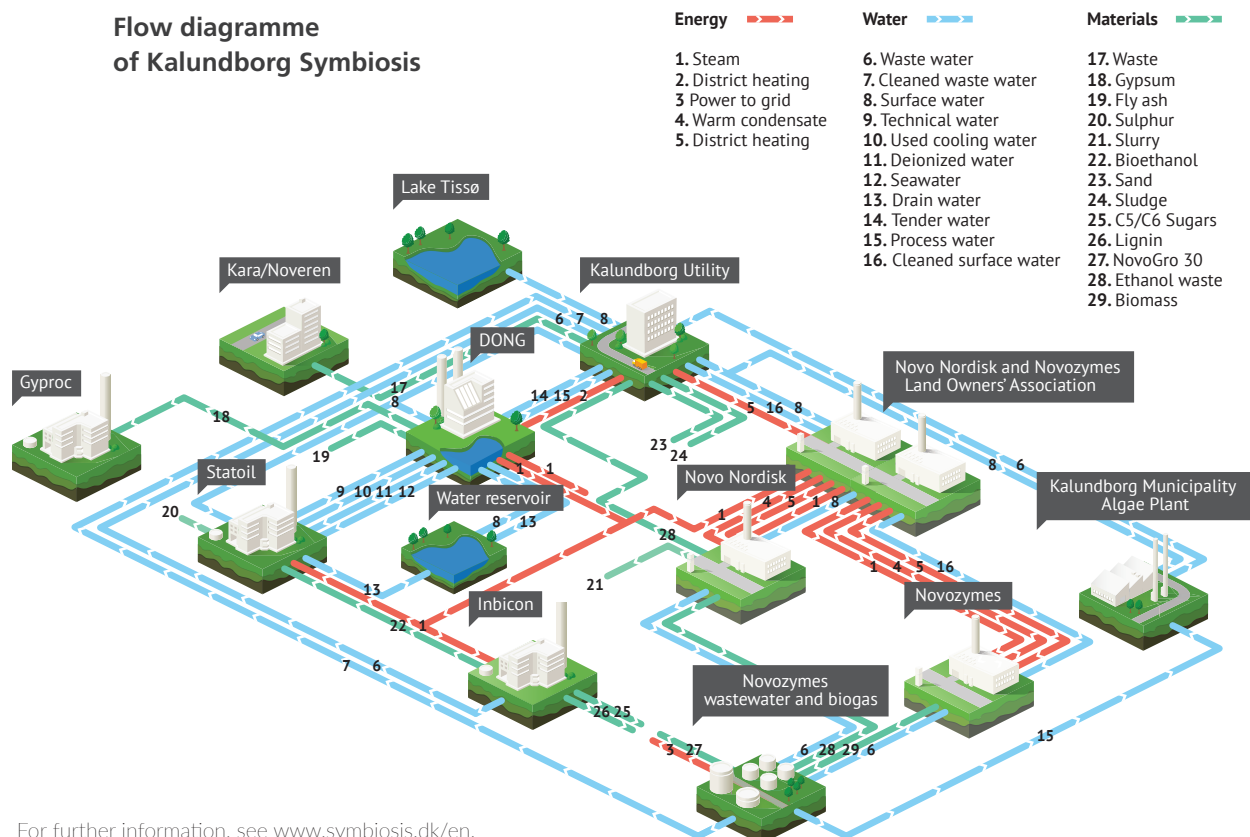 Flow diagramme
of Kalundborg Symbiosis
Energy
1. Steam
2. District heating
3 Power to grid
4. Warm condensate
5. District heating
Water
6. Waste water
7. Cleaned waste water
8. Surface water
9. Technical water
10. Used cooling water
11. Deionized water
12. Seawater
13. Drain water
14. Tender water
15. Process water
16. Cleaned surface water
Materials
17. Waste
18. Gypsum
19. Fly ash
20. Sulphur
21. Slurry
22. Bioethanol
23. Sand
24. Sludge
25. C5/C6 Sugars
26. Lignin
27. NovoGro 30
28. Ethanol waste
29. Biomass
Lake Tissø
Kara/Noveren
Kalundborg Utility
6 7 8
DONG
Novo Nordisk and Novozymes
Land Owners' Association
Gyproc
17
8
14 15 2
5 16 8
18
23
24
19
8 6
Statoil
1 1
Novo Nordisk
Kalundborg Municipality
Algae Plant
9 10 11 12
Water reservoir
20
8 13
1 4 5 1 8
28
21
1 4 5 16
13
Inbicon
Novozymes
22 1
7 6
Novozymes
wastewater and biogas
26 25
3 27
6 28 29 6
15
For further information, see www.symbiosis.dk/en.